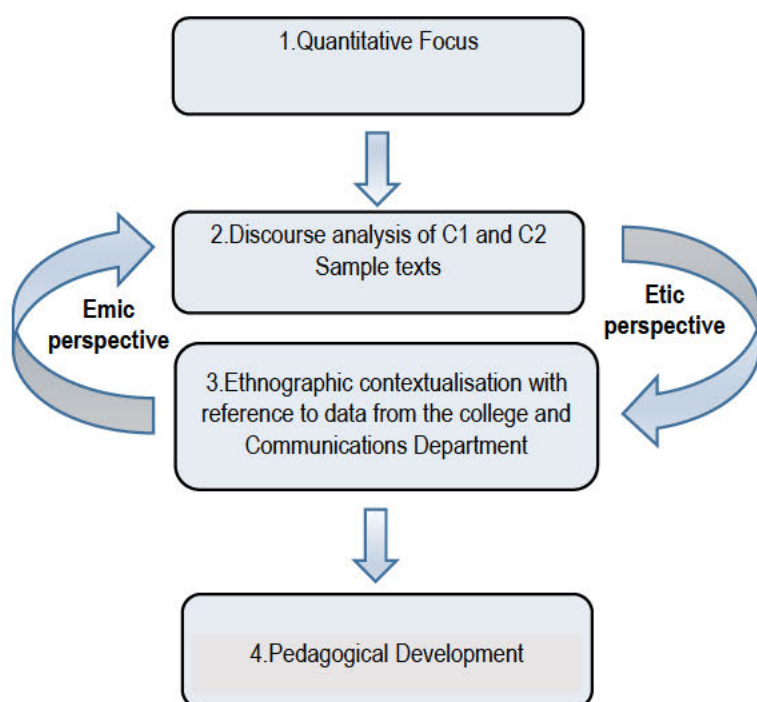 1.Quantitative Focus
2.Discourse analysis of C1 and C2
Sample texts
Emic
perspective
Etic
perspective
3.Ethnographic contextualisation with
reference to data from the college and
Communications Department
4.Pedagogical Development